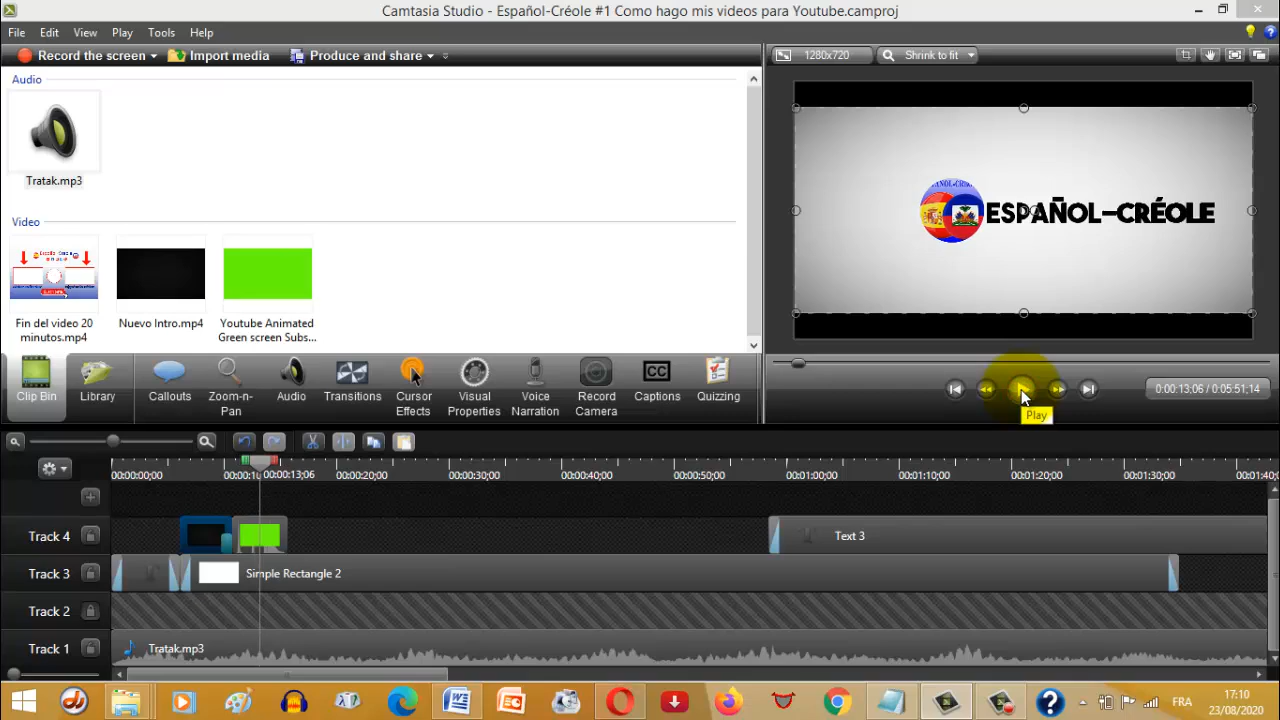 Camtasia Studio - Español-Créole #1 Como hago mis videos para Youtube.camproj
File Edit View Play Tools Help
Record the screen Import media Produce and share
1280x720 Shrink to fit
Audio
Tratak.mp3
Video
Fin del video 20
minutos.mp4
Nuevo Intro.mp4
Youtube Animated
Green screen Subs...
ESPAÑOL-CRÉOLE
Clip Bin
Library
Callouts
Zoom-n-
Pan
Audio
Transitions
Cursor
Effects
Visual
Properties
Voice
Narration
Record
Camera
CC
Captions
Quizzing
Play
0:00:13;06 / 0:05:51;14
00:00:00;00 00:00:10 00:00:13;06 00:00:20;00 00:00:30;00 00:00:40;00 00:00:50;00 00:01:00;00 00:01:10;00 00:01:20;00 00:01:30;00 00:01:40;0
Track 4
Text 3
Track 3
Simple Rectangle 2
Track 2
Track 1
Tratak.mp3
FRA
17:10
23/08/2020